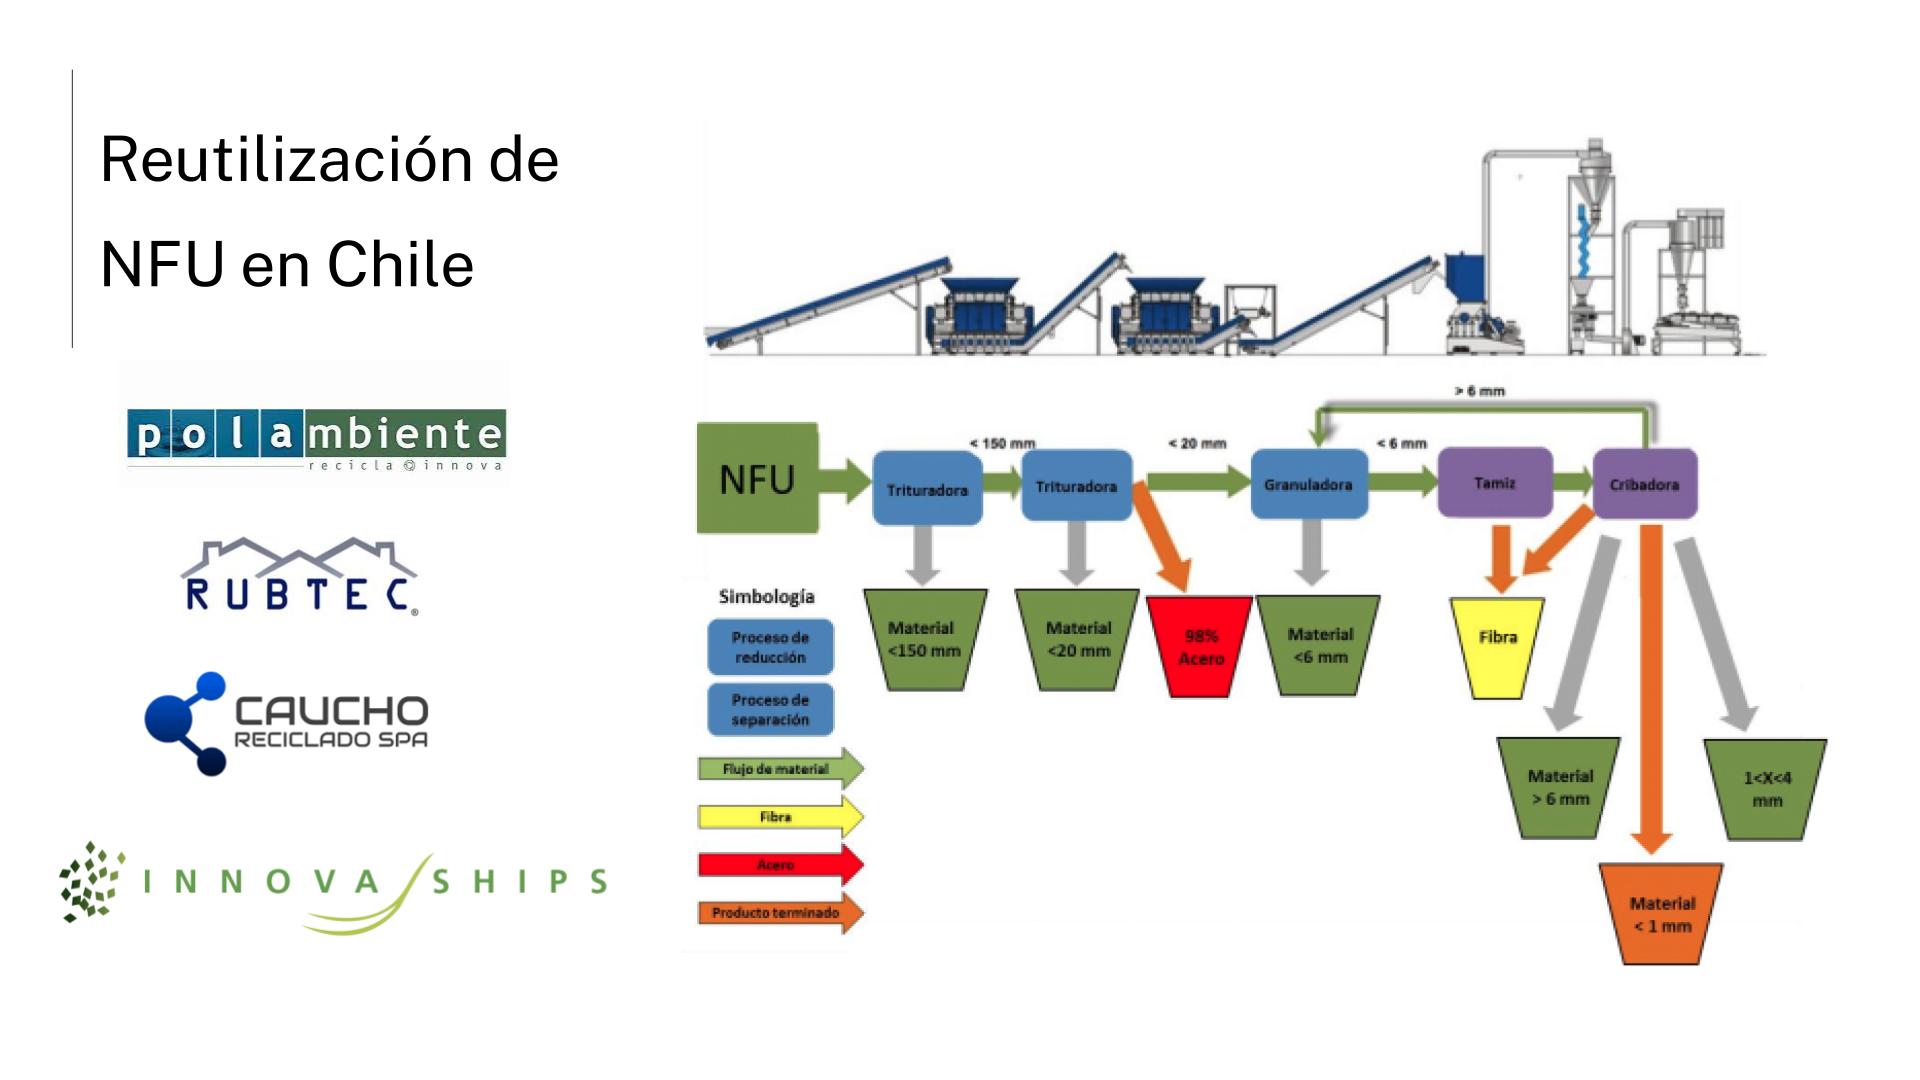 Reutilización de
NFU en Chile
polambiente
recicla innova
RUBTEC®
CAUCHO
RECICLADO SPA
INNOVA SHIPS
> 6 mm
< 150 mm
< 20 mm
< 6 mm
NFU
Trituradora
Trituradora
Granuladora
Tamiz
Cribadora
Material
<150 mm
Material
<20 mm
98%
Acero
Material
<6 mm
Fibra
Material
> 6 mm
1<X<4
mm
Material
< 1 mm
Simbología
Proceso de
reducción
Proceso de
separación
Flujo de material
Fibra
Acero
Producto terminado